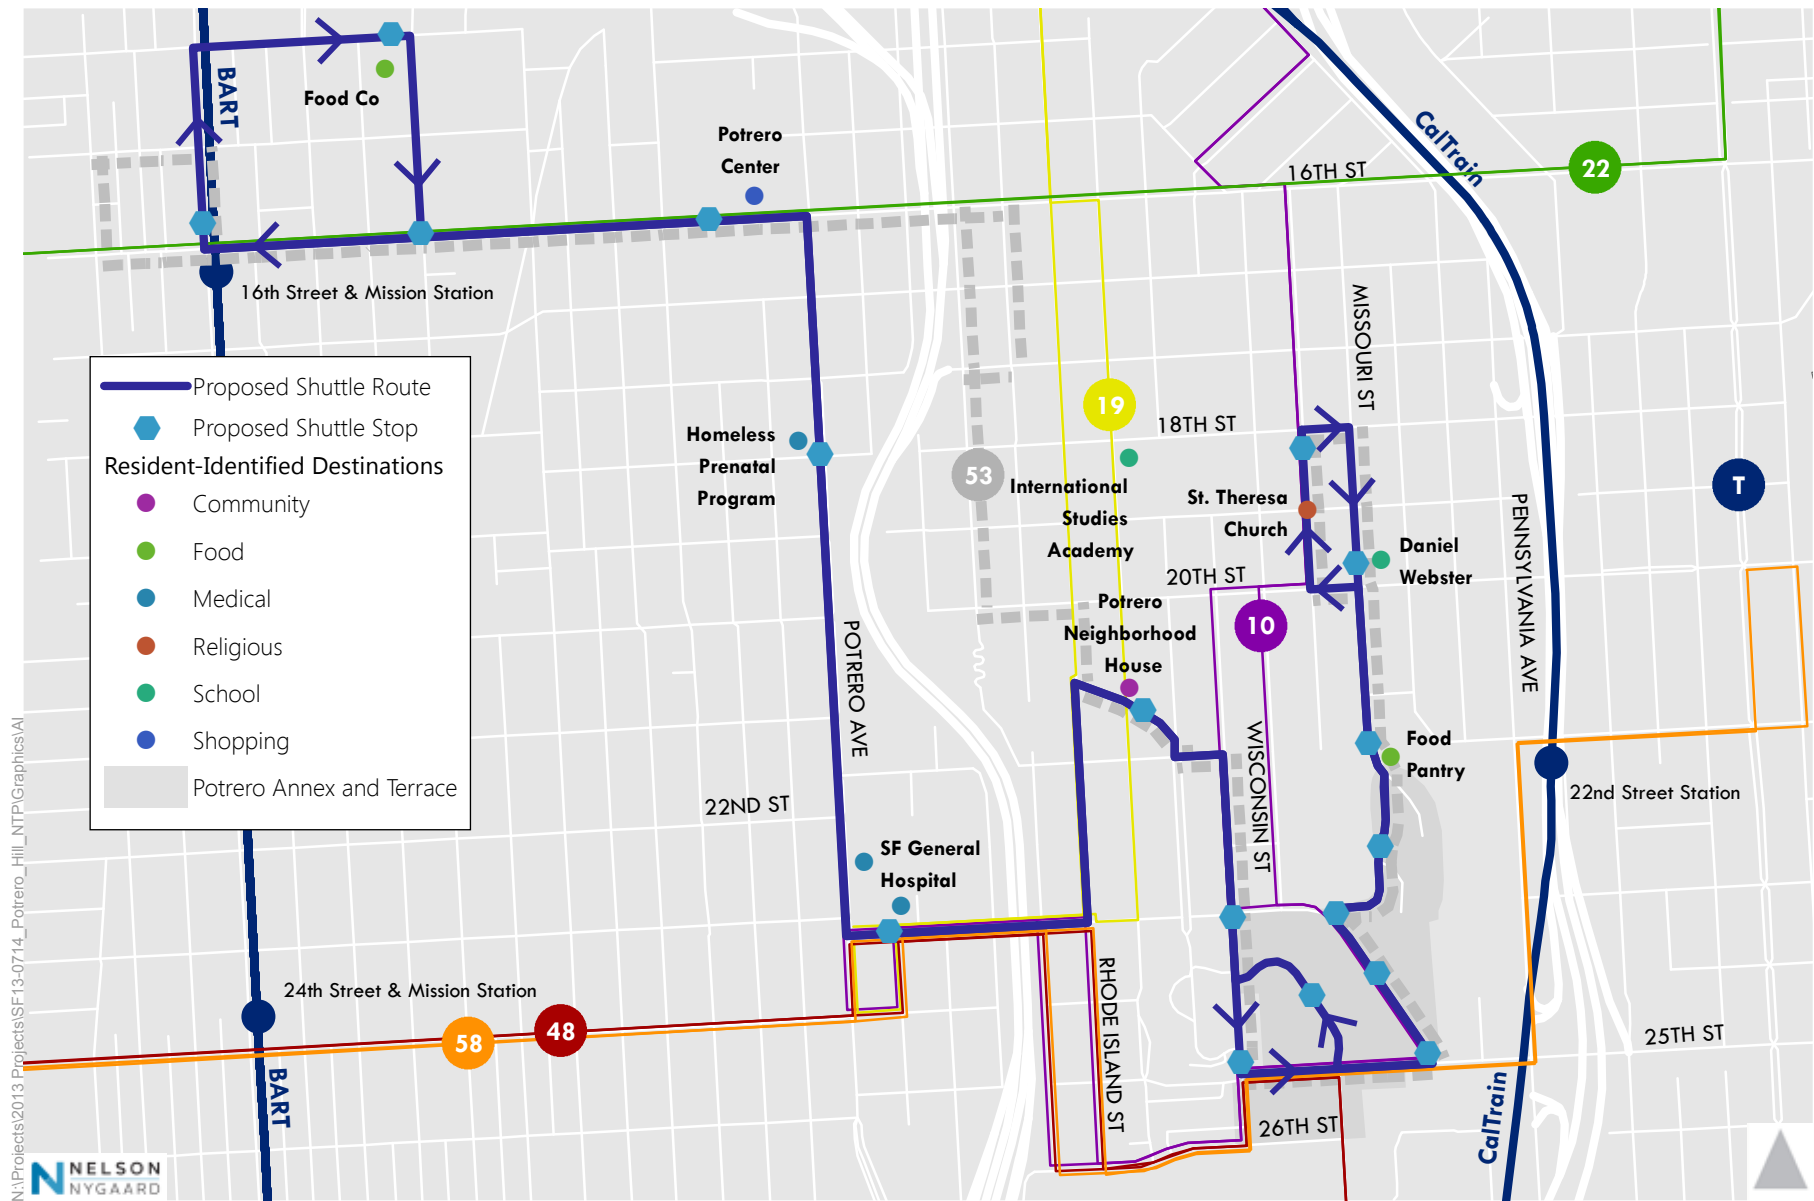 BART
Food Co
Potrero
Center
CalTrain
16TH ST
22
16th Street & Mission Station
MISSOURI ST
Proposed Shuttle Route
Proposed Shuttle Stop
Resident-Identified Destinations
Community
Food
Medical
Religious
School
Shopping
Potrero Annex and Terrace
19
18TH ST
Homeless
Prenatal
Program
53
International
Studies
Academy
St. Theresa
Church
T
PENNSYLVANIA AVE
Daniel
Webster
20TH ST
Potrero
Neighborhood
House
10
POTRERO AVE
WISCONSIN ST
Food
Pantry
22nd Street Station
22ND ST
SF General
Hospital
RHODE ISLAND ST
24th Street & Mission Station
58
48
25TH ST
BART
CalTrain
26TH ST
N:\Projects\2013 Projects\SF13-0714_Potrero_Hill_NTP\Graphics\AI
N NELSON
NYGAARD